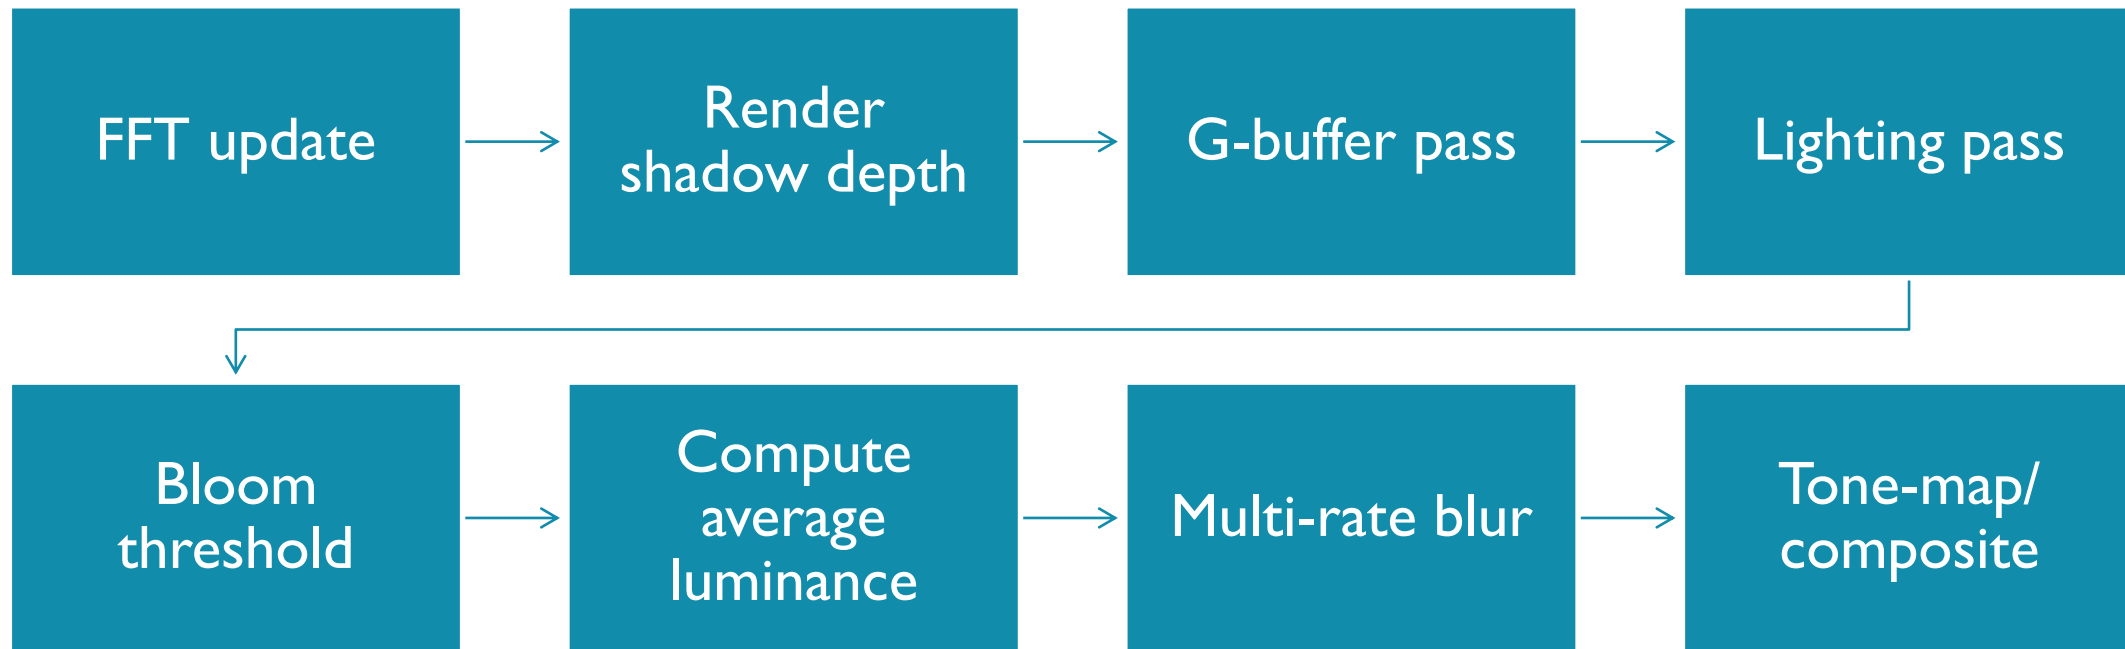 FFT update
Render
shadow depth
G-buffer pass
Lighting pass
Bloom
threshold
Compute
average
luminance
Multi-rate blur
Tone-map/
composite